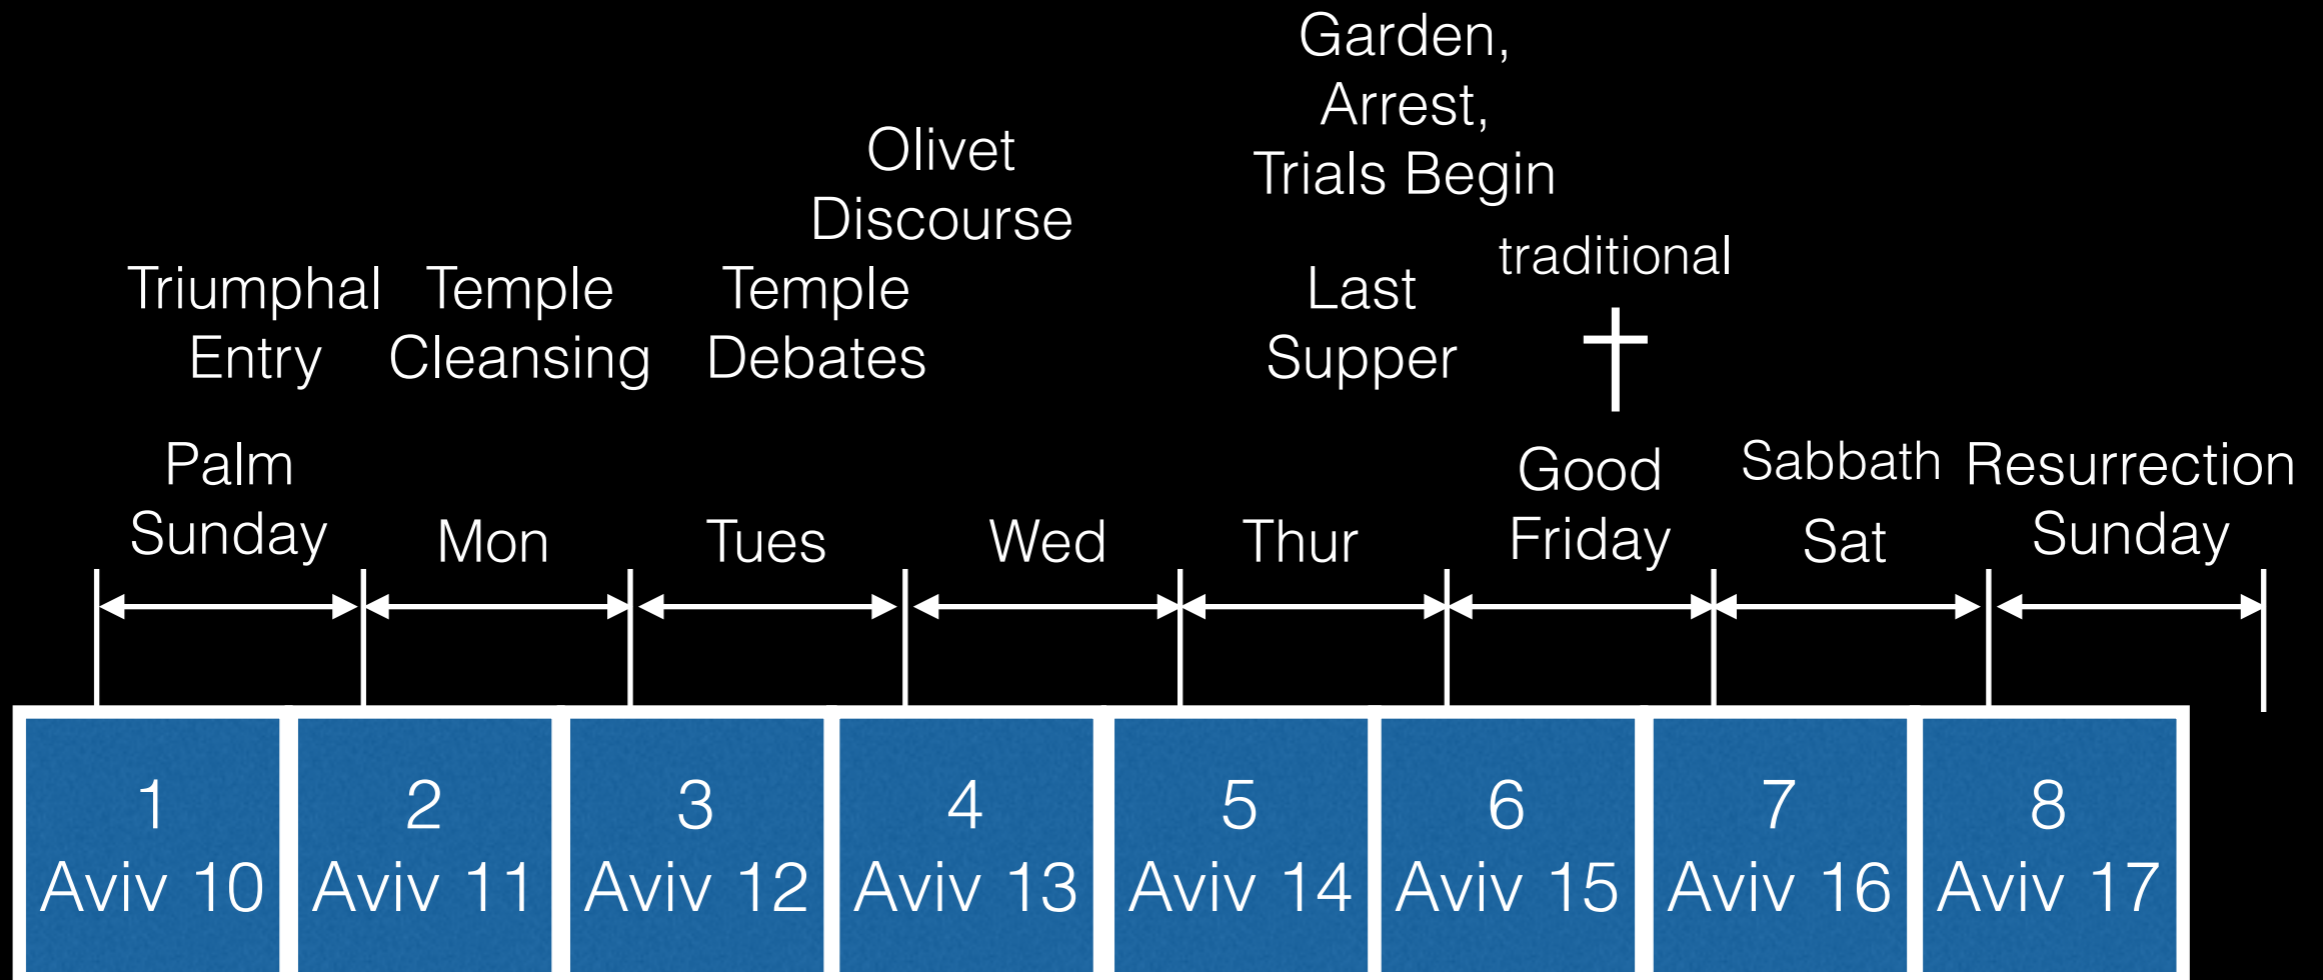 Garden,
Arrest,
Trials Begin
Olivet
Discourse
traditional
Triumphal
Entry
Temple
Cleansing
Temple
Debates
Last
Supper
Palm
Sunday
Mon
Tues
Wed
Thur
Good
Friday
Sabbath
Sat
Resurrection
Sunday
1
Aviv 10
2
Aviv 11
3
Aviv 12
4
Aviv 13
5
Aviv 14
6
Aviv 15
7
Aviv 16
8
Aviv 17